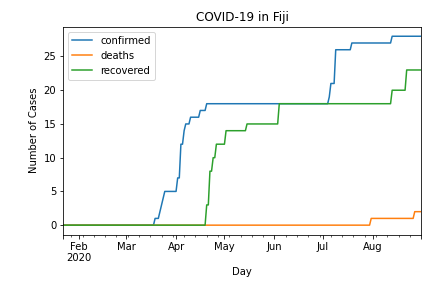 COVID-19 in Fiji
confirmed
deaths
recovered
Number of Cases
25
20
15
10
5
0
Feb Mar Apr May Jun Jul Aug
2020
Day